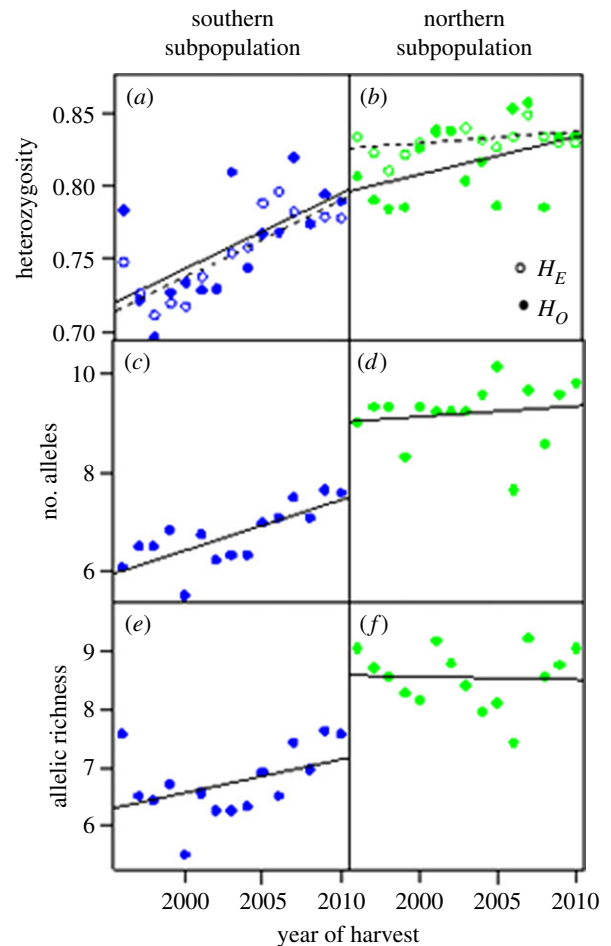 southern
subpopulation
northern
subpopulation
(a)
(b)
0.85
0.80
0.75
0.70
heterozygosity
H_E
H_O
(c)
(d)
10
8
6
no. alleles
(e)
(f)
9
8
7
6
allelic richness
2000 2005 2010 2000 2005 2010
year of harvest